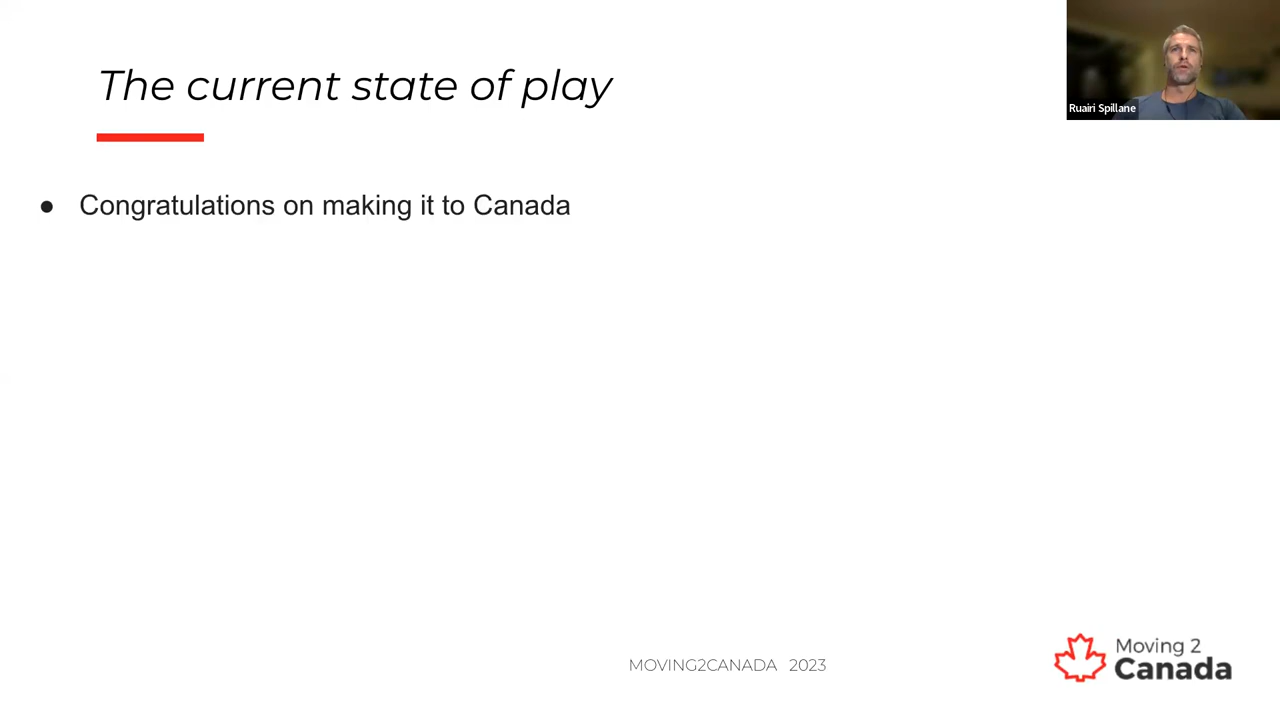 The current state of play
Ruairi Spillane
● Congratulations on making it to Canada
MOVING2CANADA 2023
Moving 2
Canada